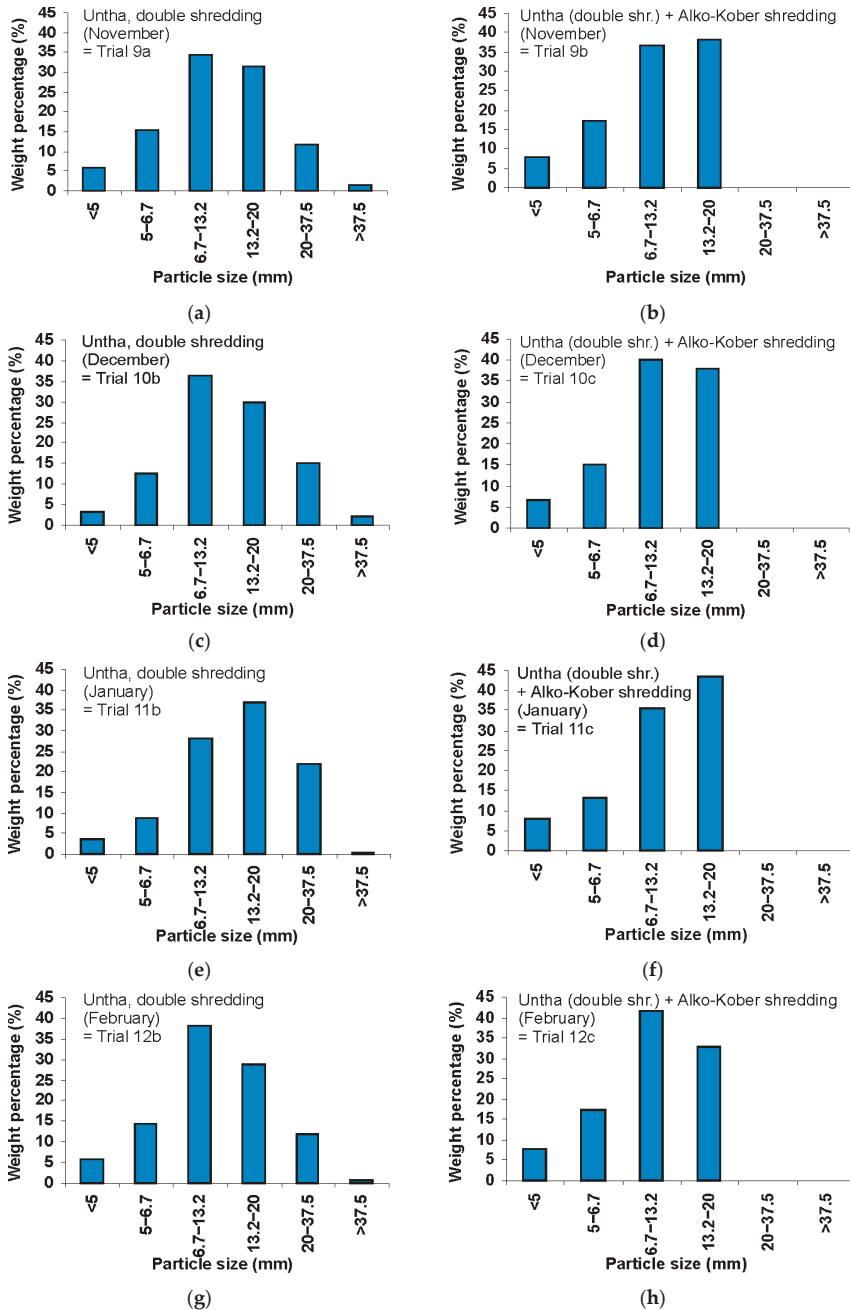 Untha, double shredding
(November)
= Trial 9a
Weight percentage (%)
45
40
35
30
25
20
15
10
5
0
<5
5−6.7
6.7−13.2
13.2−20
20−37.5
>37.5
Particle size (mm)
(a)
Untha (double shr.) + Alko-Kober shredding
(November)
= Trial 9b
Weight percentage (%)
45
40
35
30
25
20
15
10
5
0
<5
5−6.7
6.7−13.2
13.2−20
20−37.5
>37.5
Particle size (mm)
(b)
Untha, double shredding
(December)
= Trial 10b
Weight percentage (%)
45
40
35
30
25
20
15
10
5
0
<5
5−6.7
6.7−13.2
13.2−20
20−37.5
>37.5
Particle size (mm)
(c)
Untha (double shr.) + Alko-Kober shredding
(December)
= Trial 10c
Weight percentage (%)
45
40
35
30
25
20
15
10
5
0
<5
5−6.7
6.7−13.2
13.2−20
20−37.5
>37.5
Particle size (mm)
(d)
Untha, double shredding
(January)
= Trial 11b
Weight percentage (%)
45
40
35
30
25
20
15
10
5
0
<5
5−6.7
6.7−13.2
13.2−20
20−37.5
>37.5
Particle size (mm)
(e)
Untha (double shr.)
+ Alko-Kober shredding
(January)
= Trial 11c
Weight percentage (%)
45
40
35
30
25
20
15
10
5
0
<5
5−6.7
6.7−13.2
13.2−20
20−37.5
>37.5
Particle size (mm)
(f)
Untha, double shredding
(February)
= Trial 12b
Weight percentage (%)
45
40
35
30
25
20
15
10
5
0
<5
5−6.7
6.7−13.2
13.2−20
20−37.5
>37.5
Particle size (mm)
(g)
Untha (double shr.) + Alko-Kober shredding
(February)
= Trial 12c
Weight percentage (%)
45
40
35
30
25
20
15
10
5
0
<5
5−6.7
6.7−13.2
13.2−20
20−37.5
>37.5
Particle size (mm)
(h)